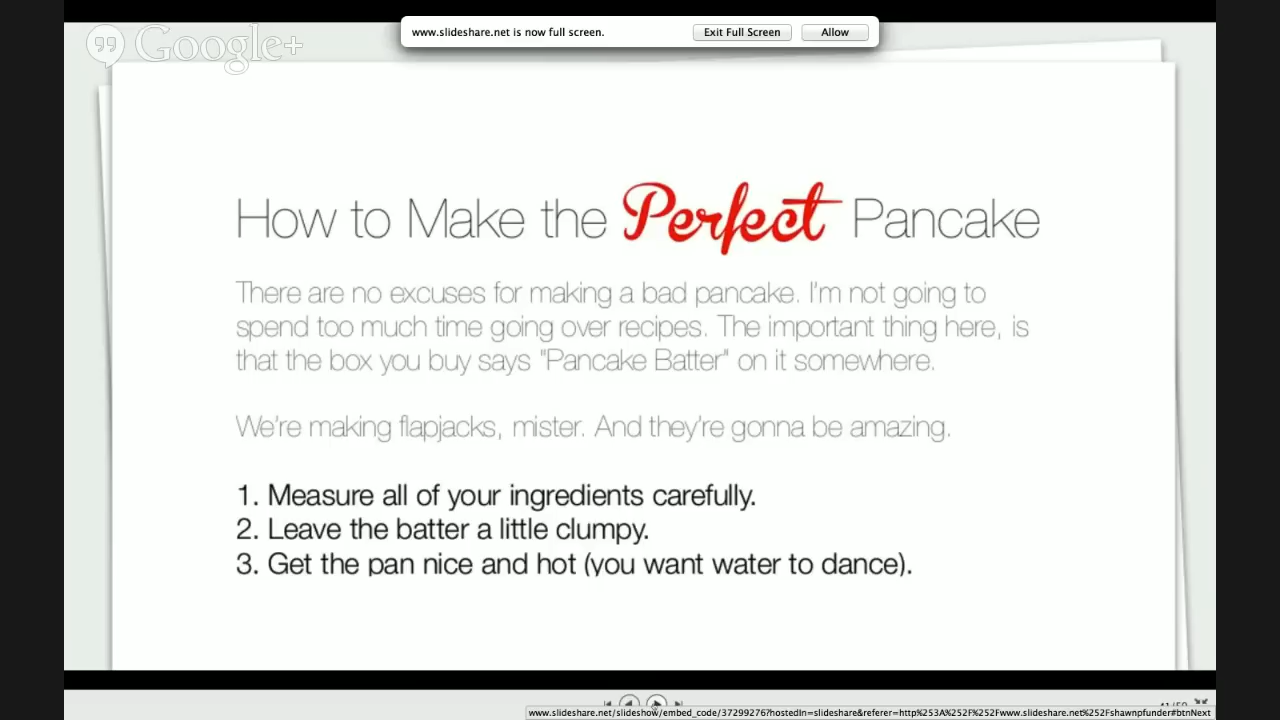 Google+
www.slideshare.net is now full screen.
Exit Full Screen
Allow
How to Make the Perfect Pancake
There are no excuses for making a bad pancake. I'm not going to
spend too much time going over recipes. The important thing here, is
that the box you buy says "Pancake Batter" on it somewhere.
We're making flapjacks, mister. And they're gonna be amazing.
1. Measure all of your ingredients carefully.
2. Leave the batter a little clumpy.
3. Get the pan nice and hot (you want water to dance).
www.slideshare.net/slideshow/embed_code/37299276?hostedIn=slideshare&referer=http%253A%252F%252Fwww.slideshare.net%252Fshawnpfunder#btnNext